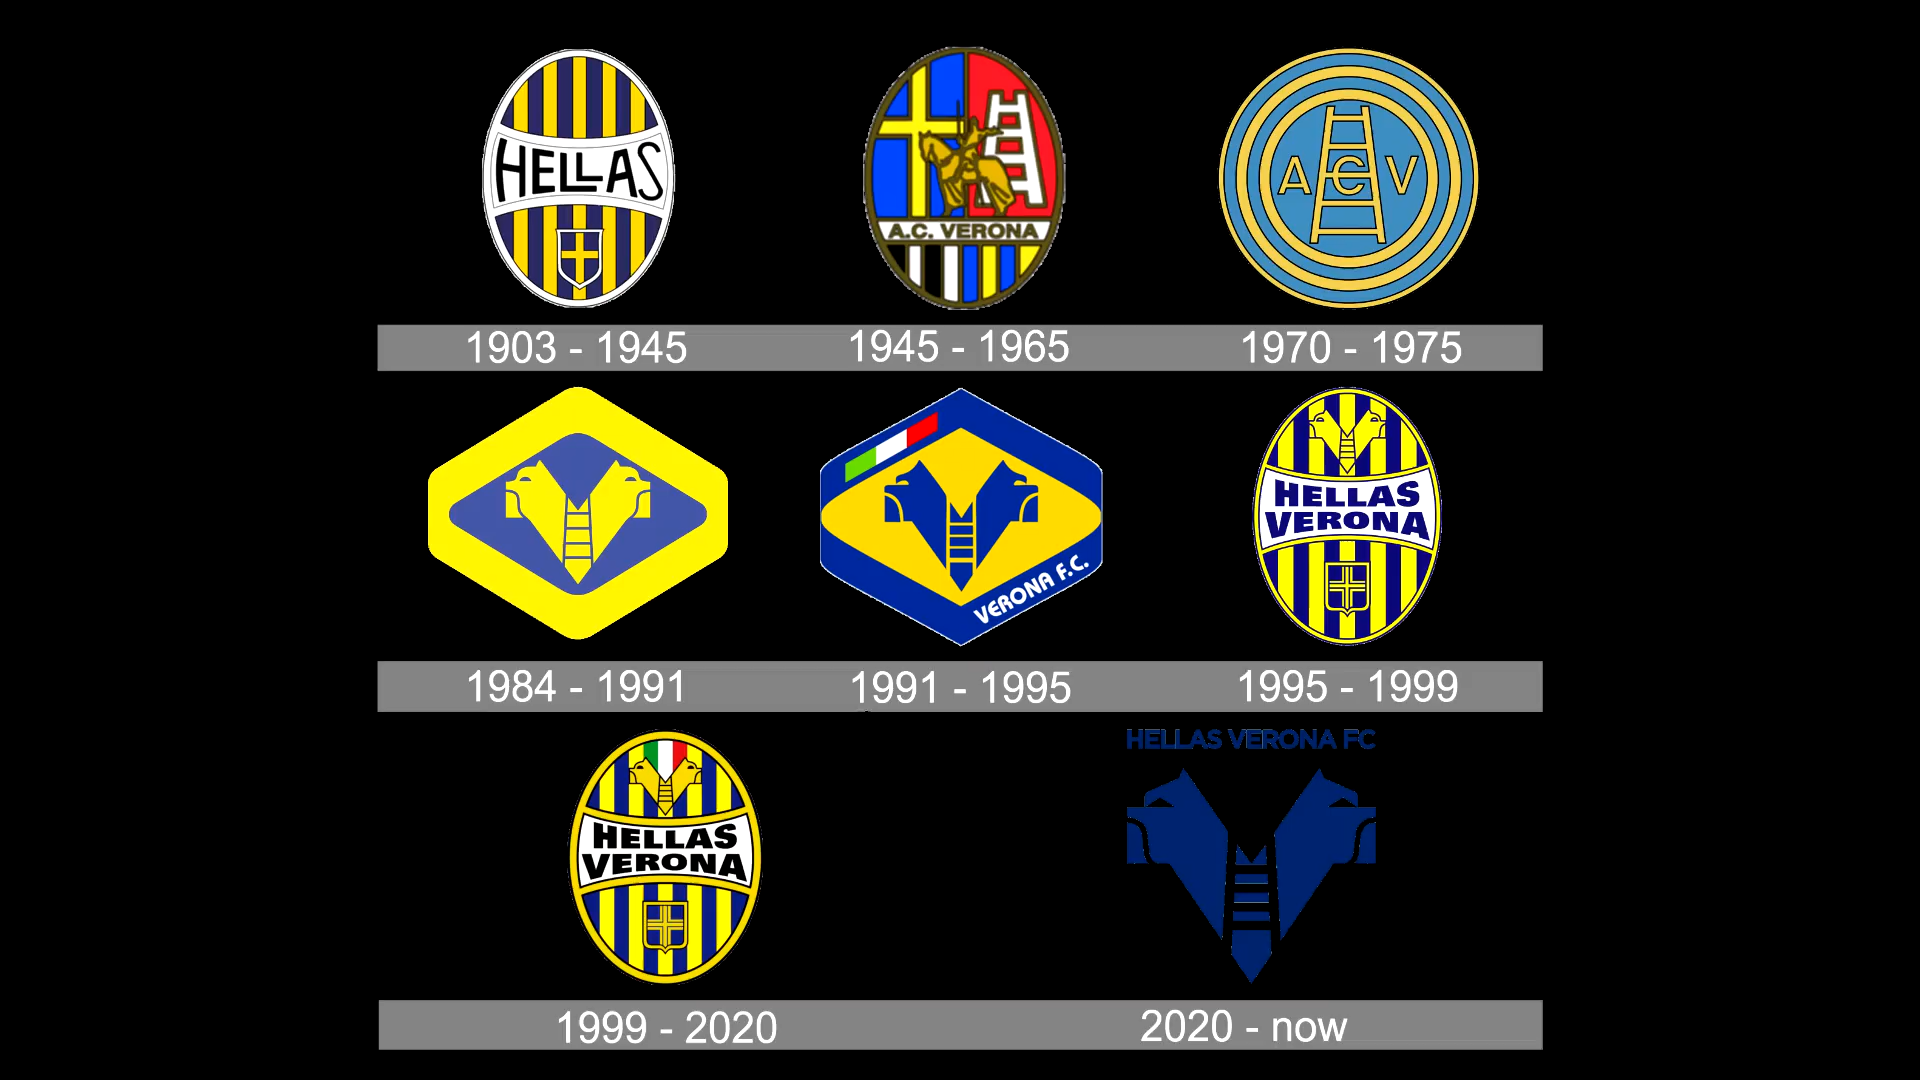 HELLAS
A.C. VERONA
A C V
1903 - 1945
1945 - 1965
1970 - 1975
VERONA F.C.
HELLAS
VERONA
1984 - 1991
1991 - 1995
1995 - 1999
HELLAS
VERONA
HELLAS VERONA FC
1999 - 2020
2020 - now